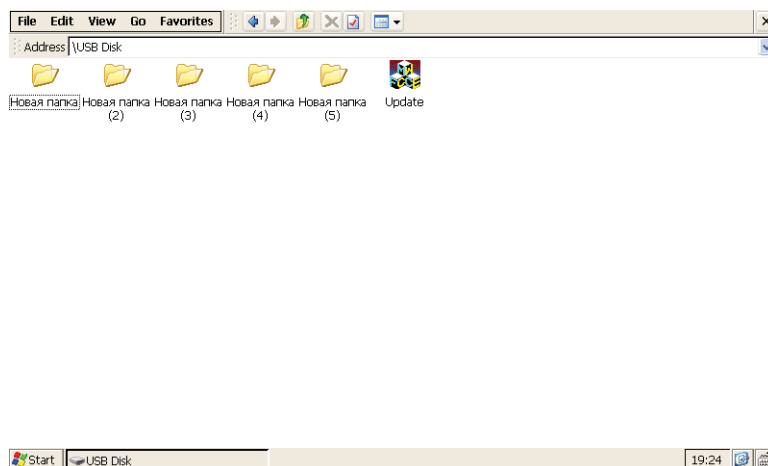 File Edit View Go Favorites
Address \USB Disk
Новая папка Новая папка Новая папка Новая папка Новая папка Update
(2) (3) (4) (5)
Start USB Disk 19:24